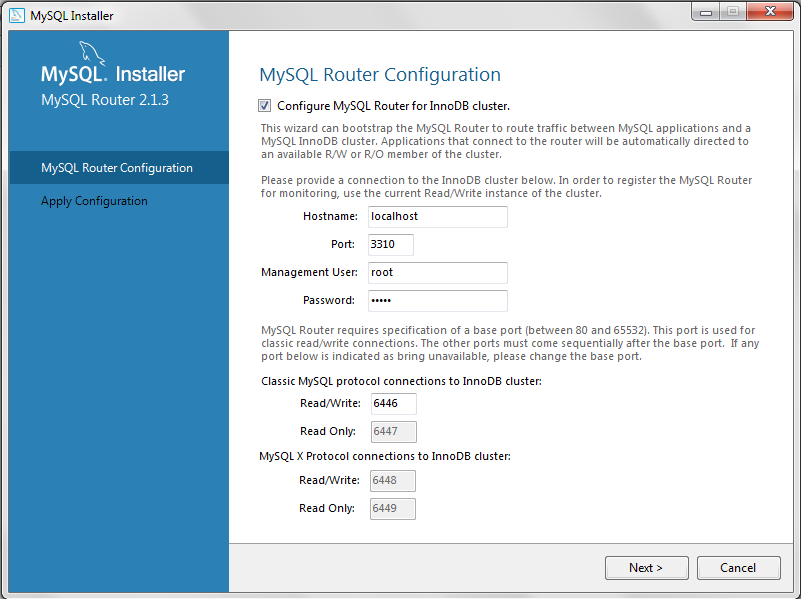 MySQL Installer
MySQL. Installer
MySQL Router 2.1.3
MySQL Router Configuration
Apply Configuration
MySQL Router Configuration
Configure MySQL Router for InnoDB cluster.
This wizard can bootstrap the MySQL Router to route traffic between MySQL applications and a
MySQL InnoDB cluster. Applications that connect to the router will be automatically directed to
an available R/W or R/O member of the cluster.
Please provide a connection to the InnoDB cluster below. In order to register the MySQL Router
for monitoring, use the current Read/Write instance of the cluster.
Hostname: localhost
Port: 3310
Management User: root
Password: •••••
MySQL Router requires specification of a base port (between 80 and 65532). This port is used for
classic read/write connections. The other ports must come sequentially after the base port. If any
port below is indicated as bring unavailable, please change the base port.
Classic MySQL protocol connections to InnoDB cluster:
Read/Write: 6446
Read Only: 6447
MySQL X Protocol connections to InnoDB cluster:
Read/Write: 6448
Read Only: 6449
Next > Cancel